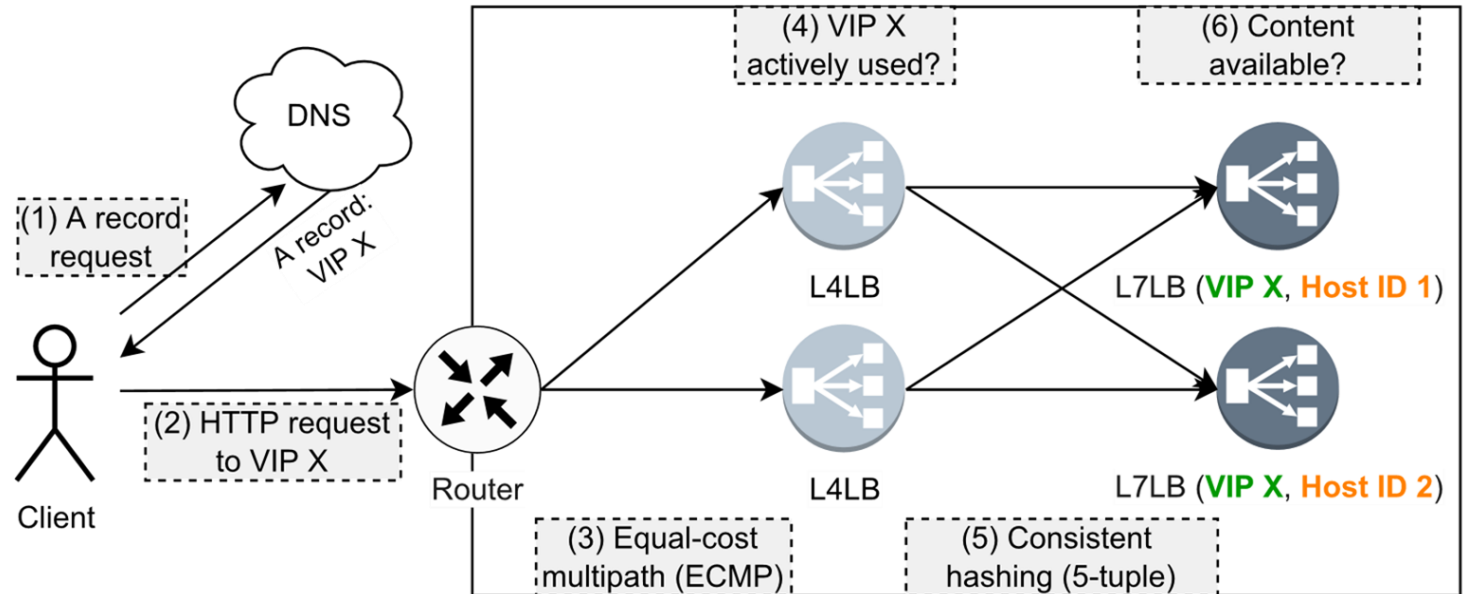 (4) VIP X
actively used?
(6) Content
available?
DNS
(1) A record
request
A record:
VIP X
L4LB
L7LB (VIP X, Host ID 1)
(2) HTTP request
to VIP X
Client
Router
L4LB
L7LB (VIP X, Host ID 2)
(3) Equal-cost
multipath (ECMP)
(5) Consistent
hashing (5-tuple)